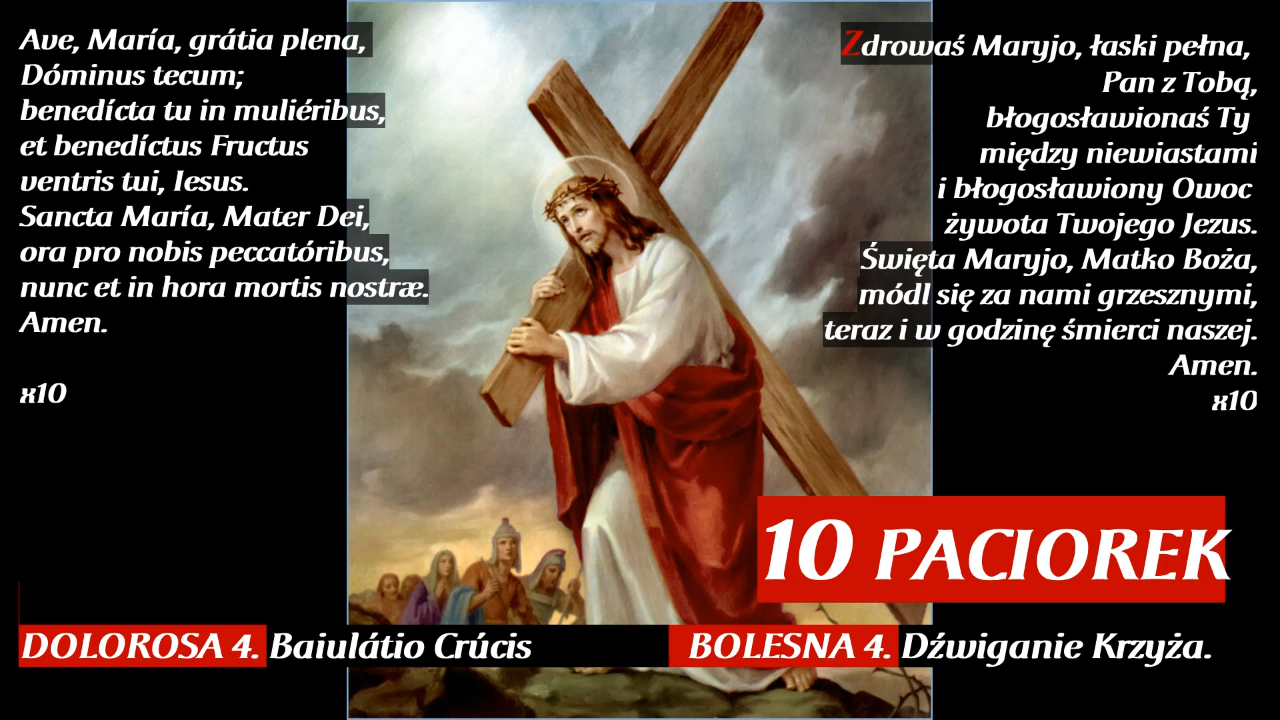 Ave, María, grátia plena,
Dóminus tecum;
benedícta tu in muliéribus,
et benedíctus Fructus
ventris tui, Iesus.
Sancta María, Mater Dei,
ora pro nobis peccatóribus,
nunc et in hora mortis nostræ.
Amen.
x10
Zdrowaś Maryjo, łaski pełna,
Pan z Tobą,
błogosławionaś Ty
między niewiastami
i błogosławiony Owoc
żywota Twojego Jezus.
Święta Maryjo, Matko Boża,
módl się za nami grzesznymi,
teraz i w godzinę śmierci naszej.
Amen.
x10
10 PACIOREK
DOLOROSA 4. Baiulátio Crúcis
BOLESNA 4. Dźwiganie Krzyża.